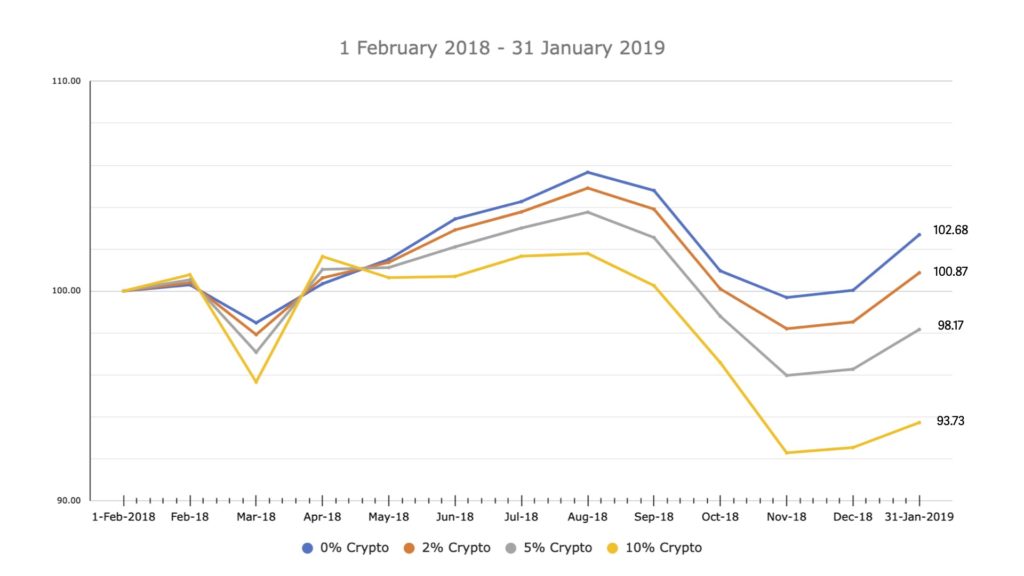 1 February 2018 - 31 January 2019
110.00
102.68
100.87
100.00
98.17
93.73
90.00
1-Feb-2018 Feb-18 Mar-18 Apr-18 May-18 Jun-18 Jul-18 Aug-18 Sep-18 Oct-18 Nov-18 Dec-18 31-Jan-2019
0% Crypto 2% Crypto 5% Crypto 10% Crypto